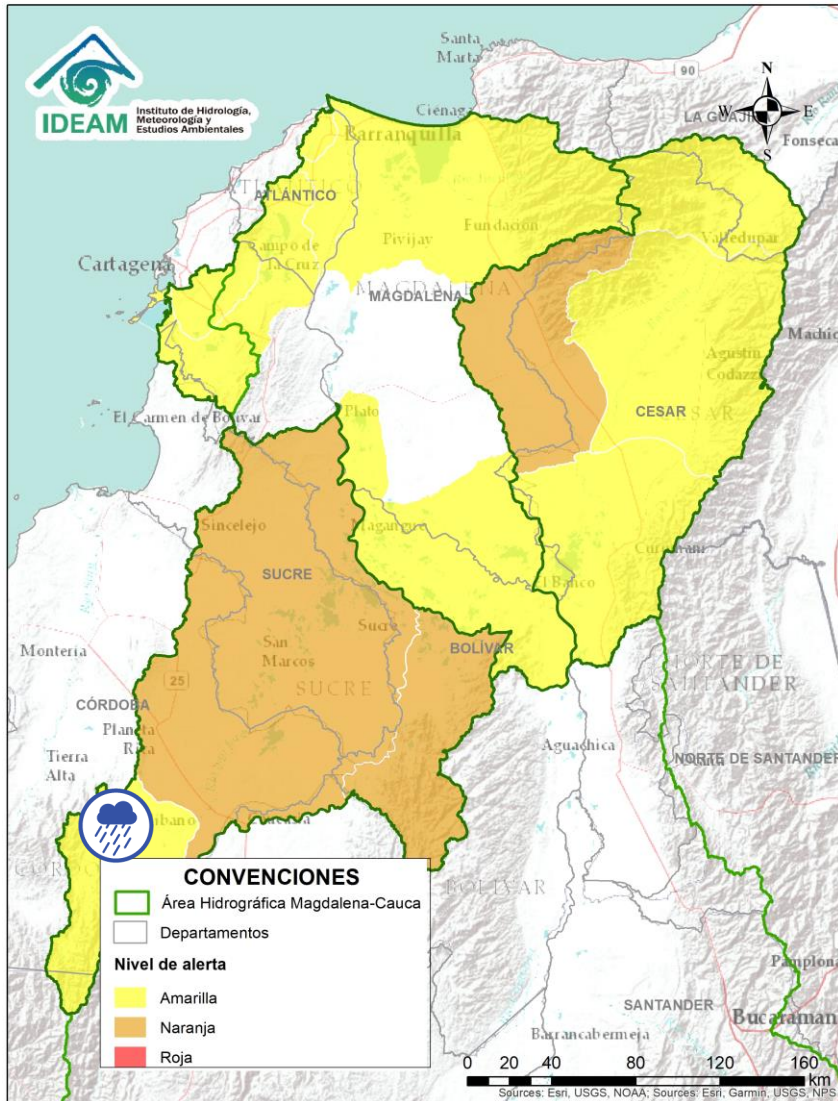 IDEAM
Instituto de Hidrología,
Meteorología y
Estudios Ambientales
Santa
Marta
90
N
W
E
S
Ciénaga
LA GUAJI
Fonseca
Barranquilla
ATLÁNTICO
Valledupar
Cartagena
Campo de
la Cruz
Pivijay
Fundación
MAGDALENA
Agustín
Codazzi
CESAR
El Carmen de Bolívar
Plato
Sincelejo
Magangué
SUCRE
El Banco
Sucre
Montería
San
Marcos
BOLÍVAR
25
SUCRE
NORTE DE
SANTANDER
CÓRDOBA
Planeta
Rica
Aguachica
NORTE DE SANTANDER
Tierra
Alta
BOLÍVAR
Pamplona
SANTANDER
Bucaraman
Barrancabermeja
CONVENCIONES
Área Hidrográfica Magdalena-Cauca
Departamentos
Nivel de alerta
Amarilla
Naranja
Roja
0 20 40 80 120 160
km
Sources: Esri, USGS, NOAA; Sources: Esri, Garmin, USGS, NPS